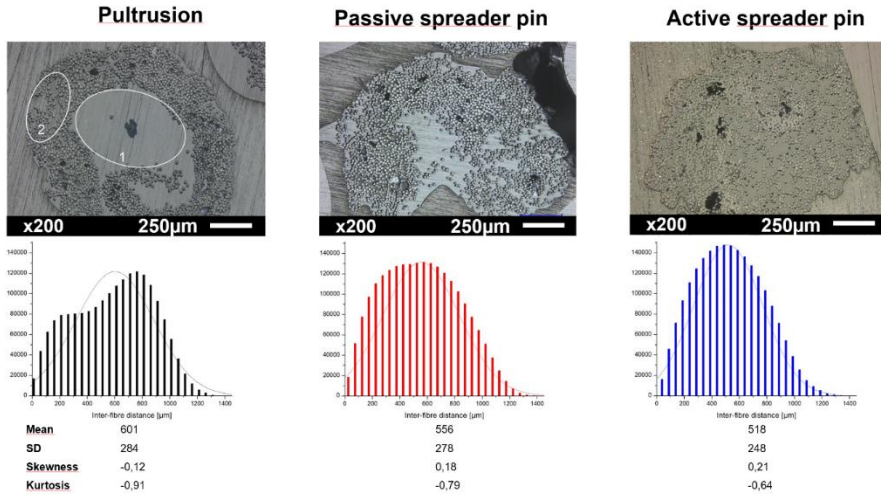 Pultrusion
Passive spreader pin
Active spreader pin
2
1
x200 250µm
x200 250µm
x200 250µm
140000
120000
100000
80000
60000
40000
20000
0
0 200 400 600 800 1000 1200 1400
Inter-fibre distance [µm]
140000
120000
100000
80000
60000
40000
20000
0
0 200 400 600 800 1000 1200 1400
Inter-fibre distance [µm]
140000
120000
100000
80000
60000
40000
20000
0
0 200 400 600 800 1000 1200 1400
Inter-fibre distance [µm]
Mean 601 556 518
SD 284 278 248
Skewness -0,12 0,18 0,21
Kurtosis -0,91 -0,79 -0,64